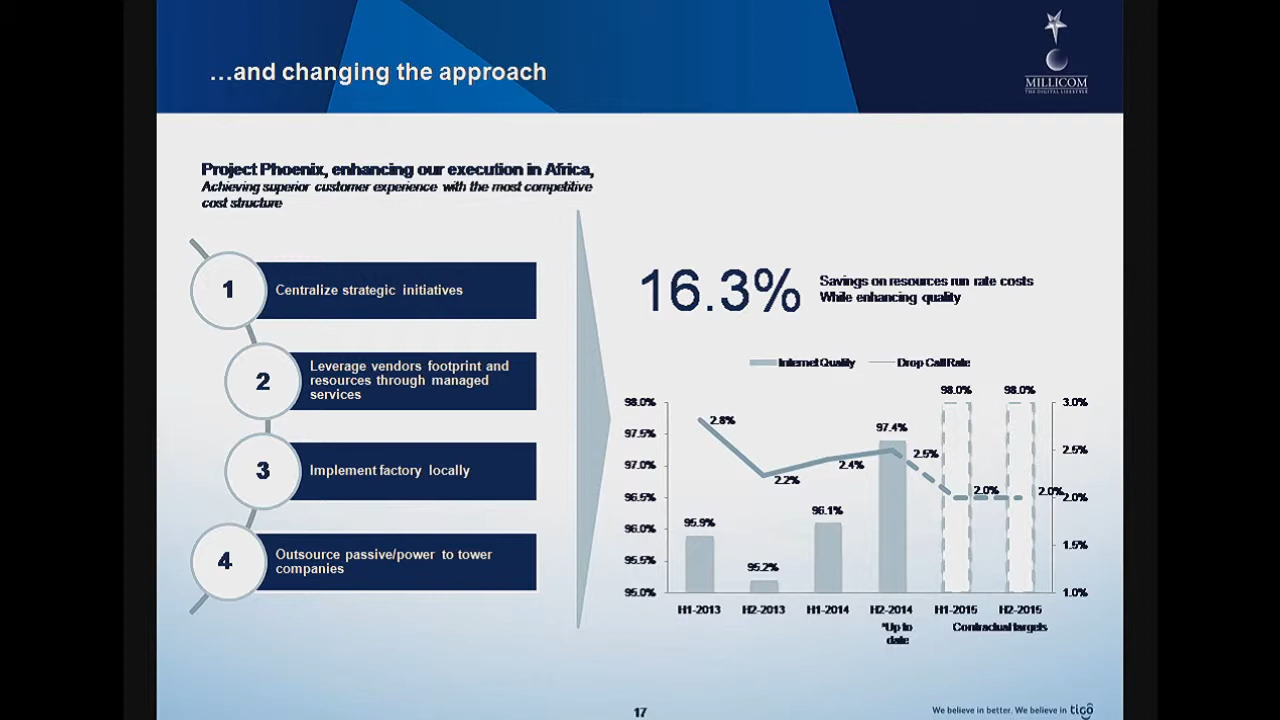 …and changing the approach
MILLICOM
THE DIGITAL LIFESTYLE
Project Phoenix, enhancing our execution in Africa,
Achieving superior customer experience with the most competitive
cost structure
1
Centralize strategic initiatives
2
Leverage vendors footprint and
resources through managed
services
3
Implement factory locally
4
Outsource passive/power to tower
companies
16.3%
Savings on resources run rate costs
While enhancing quality
Internet Quality
Drop Call Rate
98.0%
97.5%
97.0%
96.5%
96.0%
95.5%
95.0%
95.9%
95.2%
96.1%
97.4%
98.0%
98.0%
2.8%
2.2%
2.4%
2.5%
2.0%
2.0%
3.0%
2.5%
2.0%
1.5%
1.0%
H1-2013
H2-2013
H1-2014
H2-2014
H1-2015
H2-2015
*Up to
date
Contractual targets
17
We believe in better. We believe in tigo